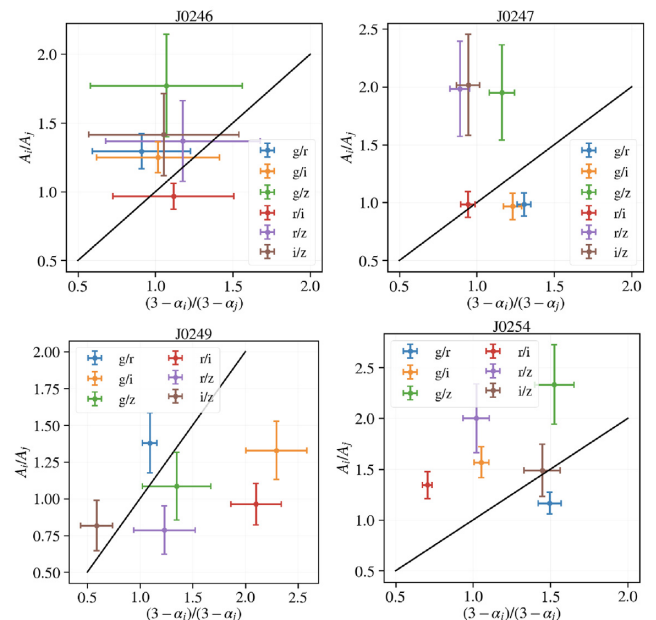 J0246
2.0
1.5
1.0
0.5
A_i/A_j
g/r
g/i
g/z
r/i
r/z
i/z
0.5 1.0 1.5 2.0
(3 − α_i)/(3 − α_j)
J0247
2.5
2.0
1.5
1.0
0.5
A_i/A_j
g/r
g/i
g/z
r/i
r/z
i/z
0.5 1.0 1.5 2.0
(3 − α_i)/(3 − α_j)
J0249
2.00
1.75
1.50
1.25
1.00
0.75
0.50
A_i/A_j
g/r r/i
g/i r/z
g/z i/z
0.5 1.0 1.5 2.0 2.5
(3 − α_i)/(3 − α_j)
J0254
2.5
2.0
1.5
1.0
0.5
A_i/A_j
g/r r/i
g/i r/z
g/z i/z
0.5 1.0 1.5 2.0
(3 − α_i)/(3 − α_j)